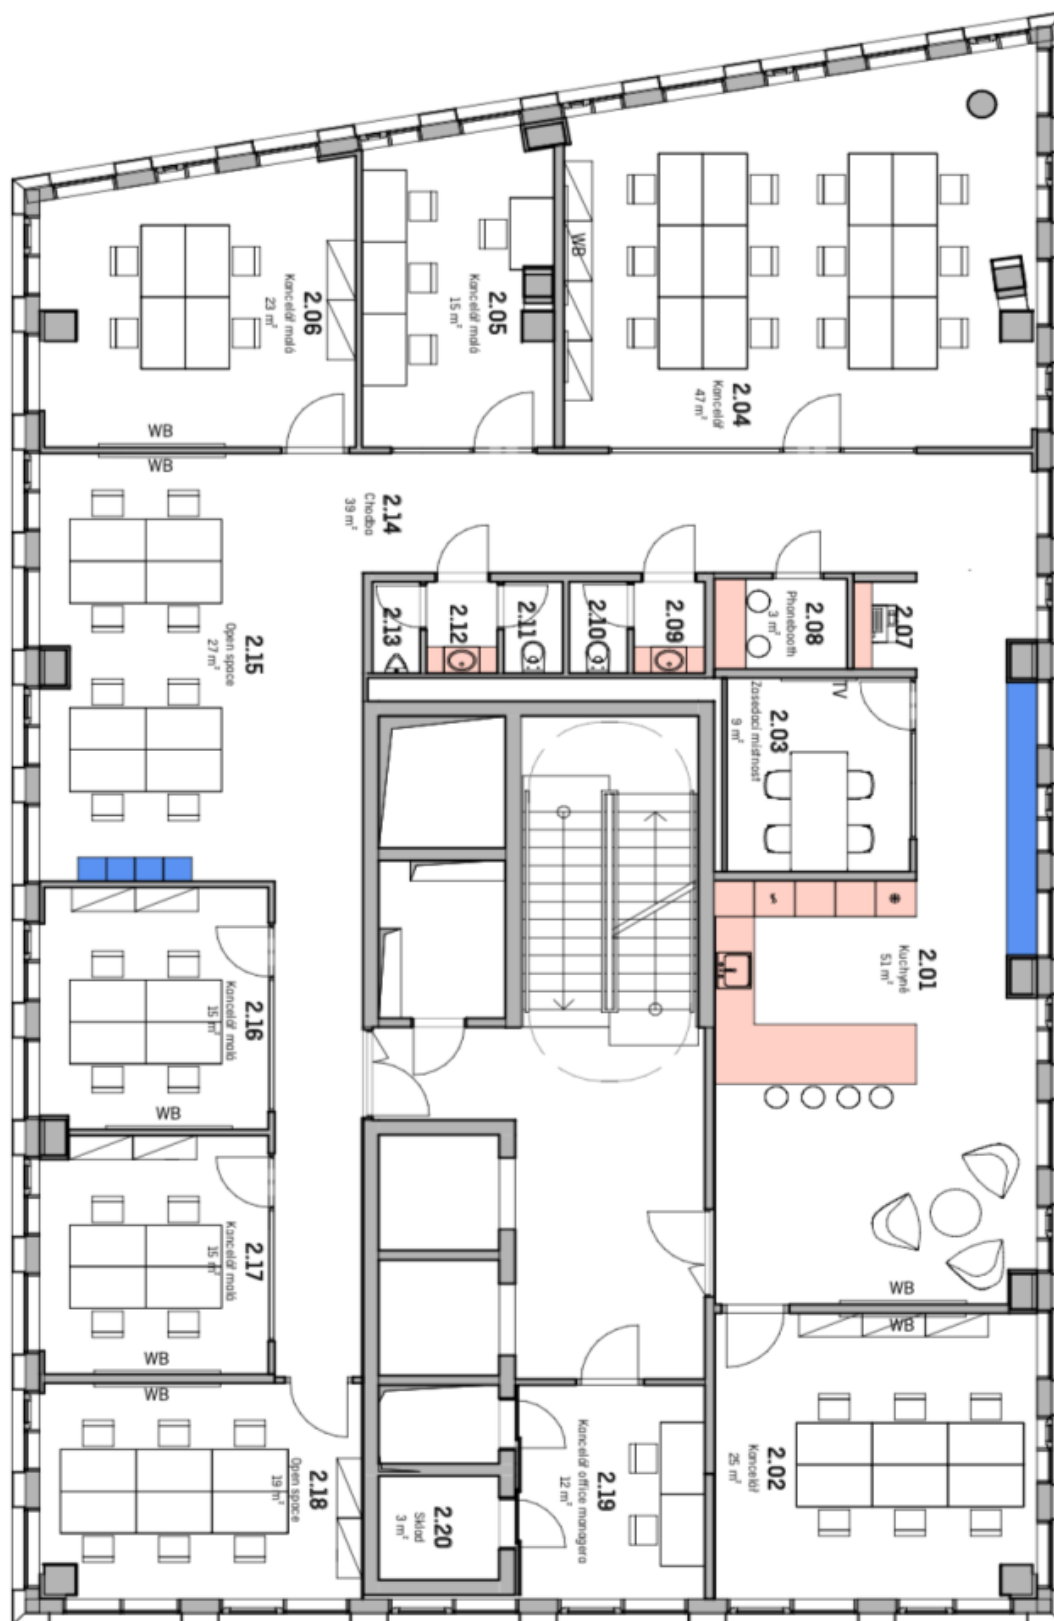 2.06
Kancelář malá
23 m²
2.05
Kancelář malá
15 m²
WB
2.04
Kancelář
47 m²
WB
WB
2.14
Chodba
39 m²
2.15
Open space
27 m²
2.13
2.12
2.11
2.10
2.09
2.08
Phonebooth
3 m²
2.07
TV
2.03
Zasedací místnost
9 m²
2.01
Kuchyně
51 m²
2.16
Kancelář malá
15 m²
WB
2.17
Kancelář malá
15 m²
WB
WB
WB
WB
2.18
Open space
19 m²
2.20
Sklad
3 m²
2.19
Kancelář office managera
12 m²
2.02
Kancelář
25 m²